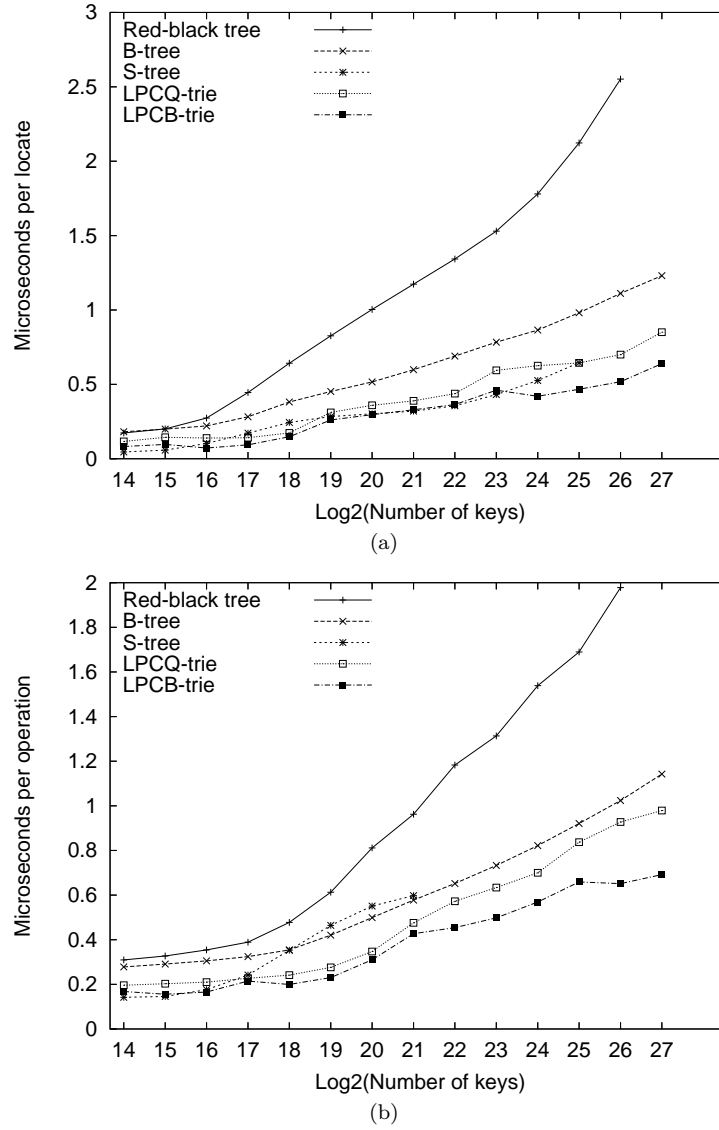 3
2.5
2
1.5
1
0.5
0
Microseconds per locate
Red-black tree
B-tree
S-tree
LPCQ-trie
LPCB-trie
14 15 16 17 18 19 20 21 22 23 24 25 26 27
Log2(Number of keys)
(a)
2
1.8
1.6
1.4
1.2
1
0.8
0.6
0.4
0.2
0
Microseconds per operation
Red-black tree
B-tree
S-tree
LPCQ-trie
LPCB-trie
14 15 16 17 18 19 20 21 22 23 24 25 26 27
Log2(Number of keys)
(b)